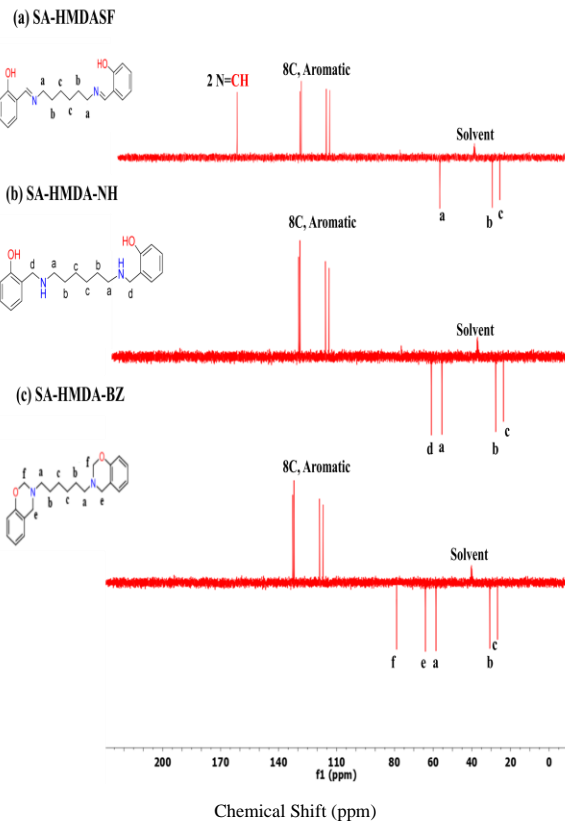 (a) SA-HMDASF
OH
HO
N
N
a
b
c
c
b
a
2 N=CH
8C, Aromatic
Solvent
a
b
c
(b) SA-HMDA-NH
OH
HO
d
N
H
a
b
c
c
b
a
H
N
d
8C, Aromatic
Solvent
d
a
b
c
(c) SA-HMDA-BZ
f
O
N
e
a
b
c
c
b
a
f
O
N
e
8C, Aromatic
Solvent
f
e
a
b
c
200 170 140 110 80 60 40 20 0
f1 (ppm)
Chemical Shift (ppm)